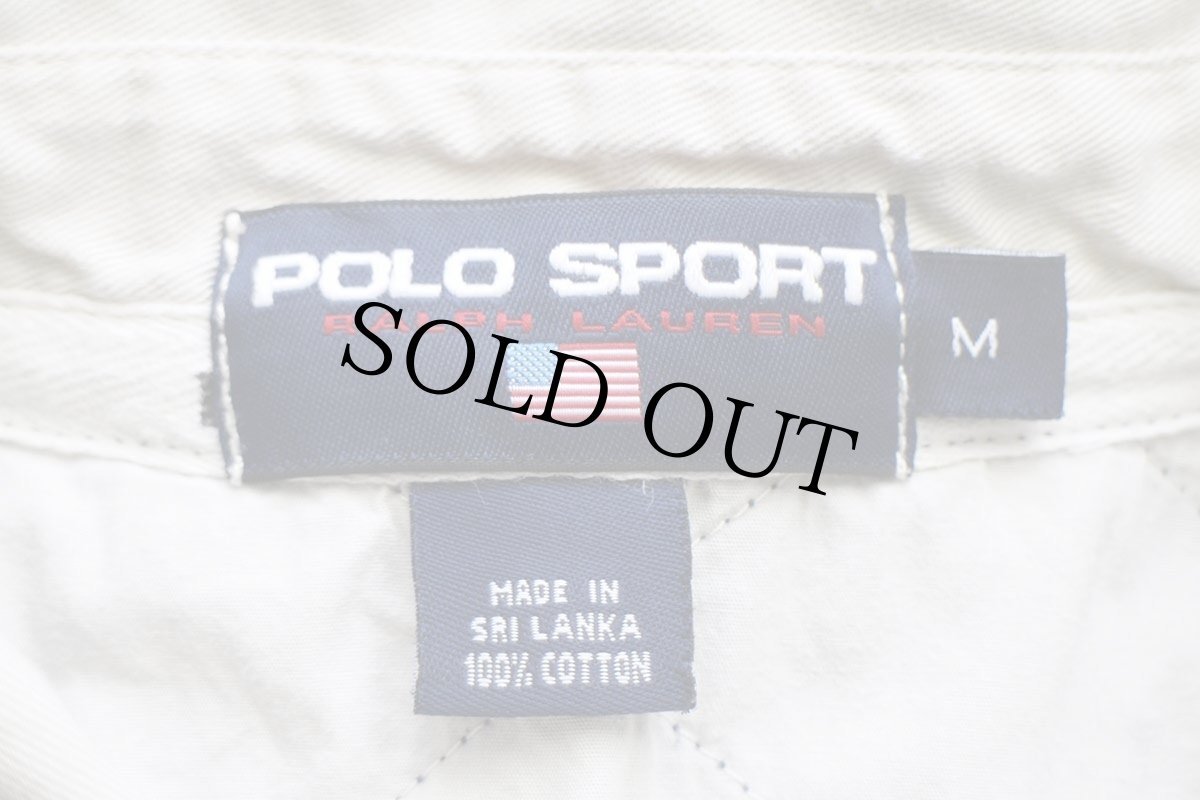 POLO SPORT
RALPH LAUREN
M
SOLD OUT
MADE IN
SRI LANKA
100% COTTON